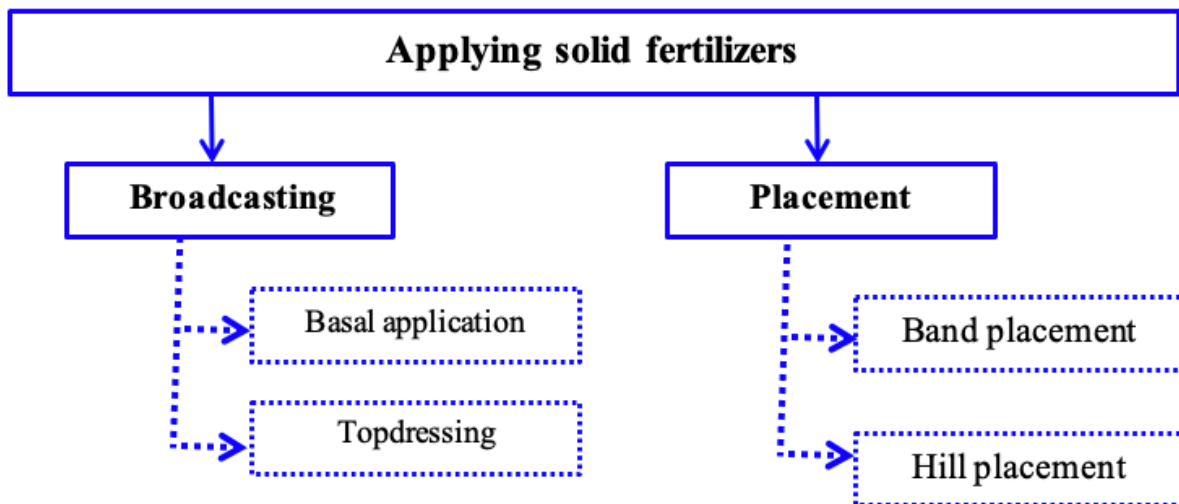 Applying solid fertilizers
Broadcasting
Placement
Basal application
Band placement
Topdressing
Hill placement